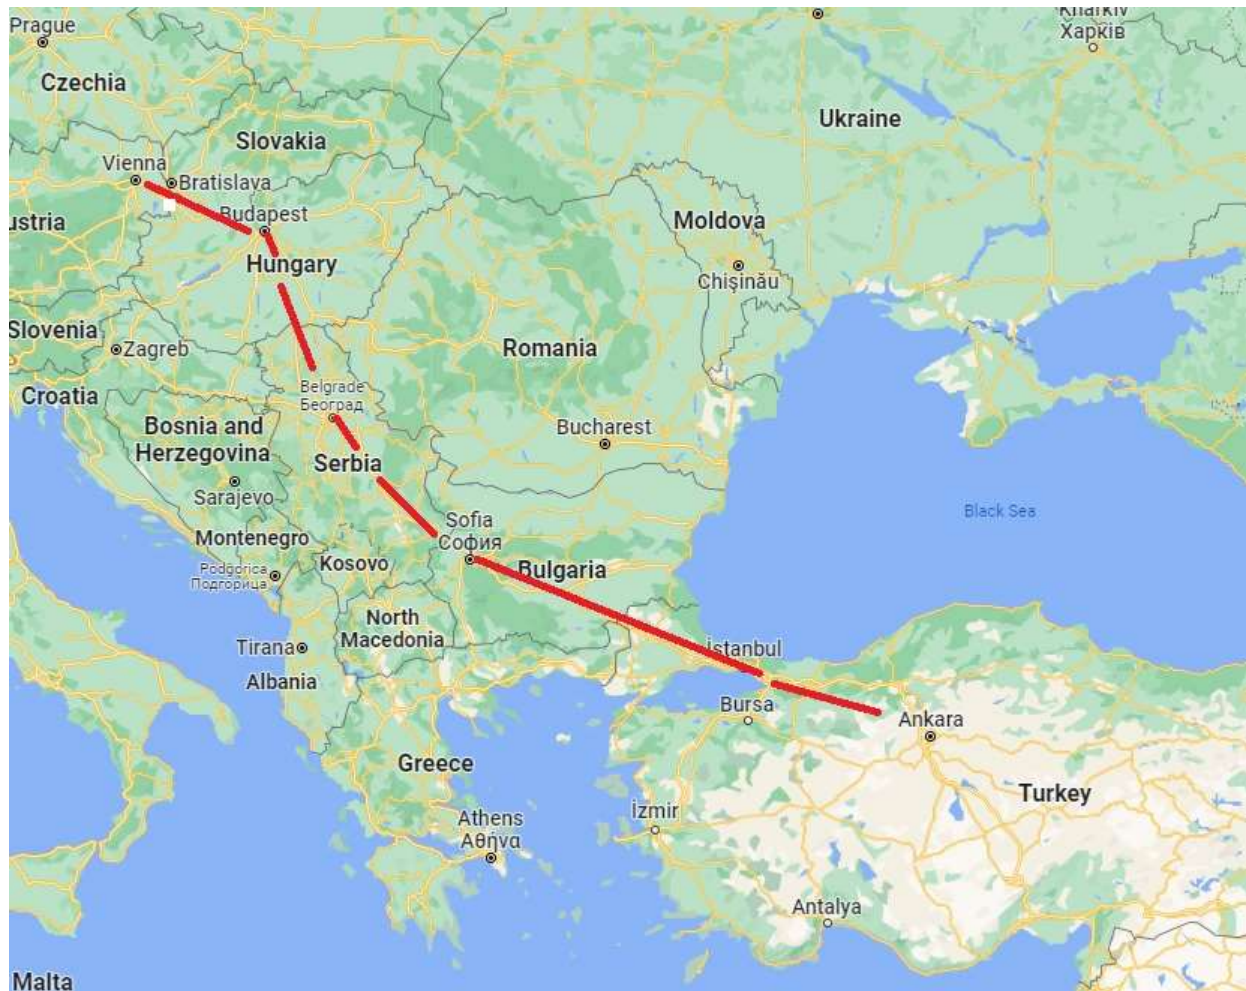 Prague
Kharkiv
Харків
Czechia
Ukraine
Slovakia
Vienna
Bratislava
ustria
Budapest
Moldova
Hungary
Chişinău
Slovenia
Zagreb
Romania
Belgrade
Београд
Croatia
Bosnia and
Herzegovina
Bucharest
Serbia
Sarajevo
Black Sea
Sofia
София
Montenegro
Kosovo
Bulgaria
Podgorica
Подгорица
North
Macedonia
Tirana
İstanbul
Albania
Bursa
Ankara
Greece
Turkey
İzmir
Athens
Αθήνα
Antalya
Malta